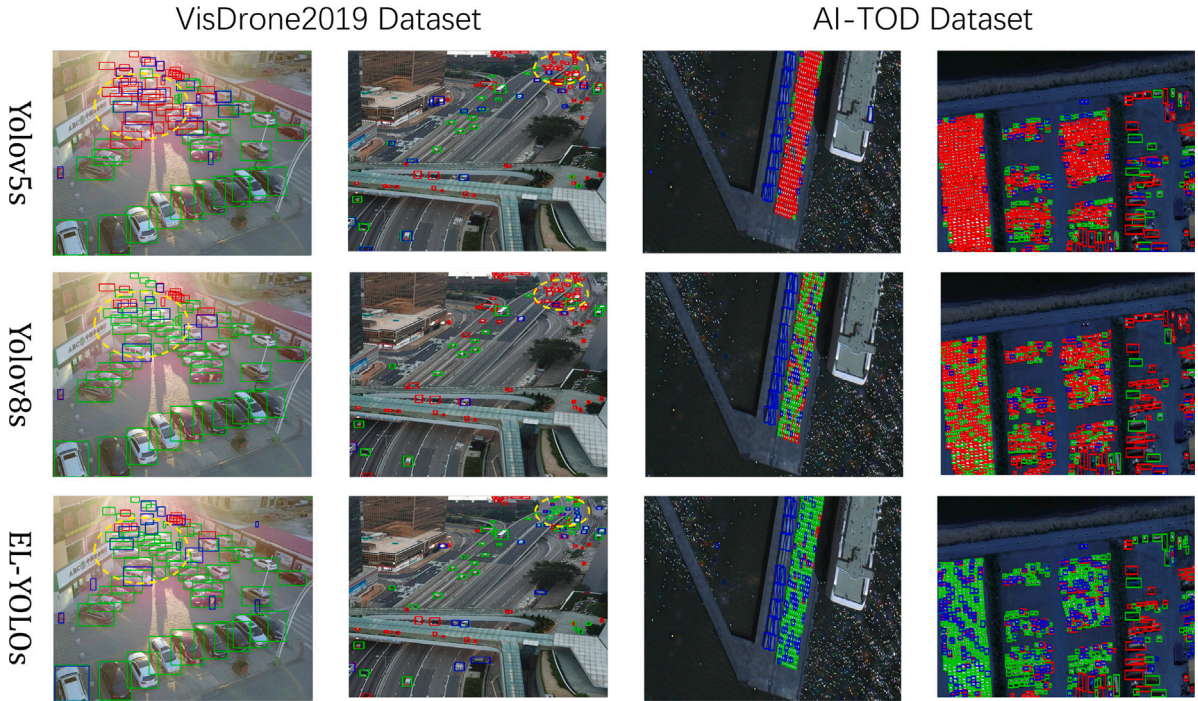 VisDrone2019 Dataset
AI-TOD Dataset
Yolov5s
Yolov8s
EL-YOLOs